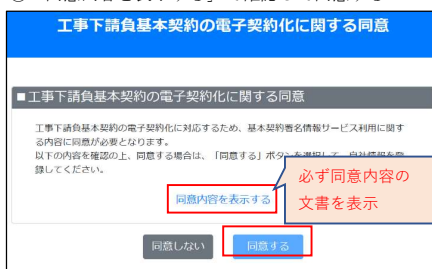 工事下請負基本契約の電子契約化に関する同意
■工事下請負基本契約の電子契約化に関する同意
工事下請負基本契約の電子契約化に対応するため、基本契約署名情報サービス利用に関す
る内容に同意が必要となります。
以下の内容を確認の上、同意する場合は、「同意する」ボタンを選択して、自社情報を登
録してください。
必ず同意内容の
文書を表示
同意内容を表示する
同意しない
同意する